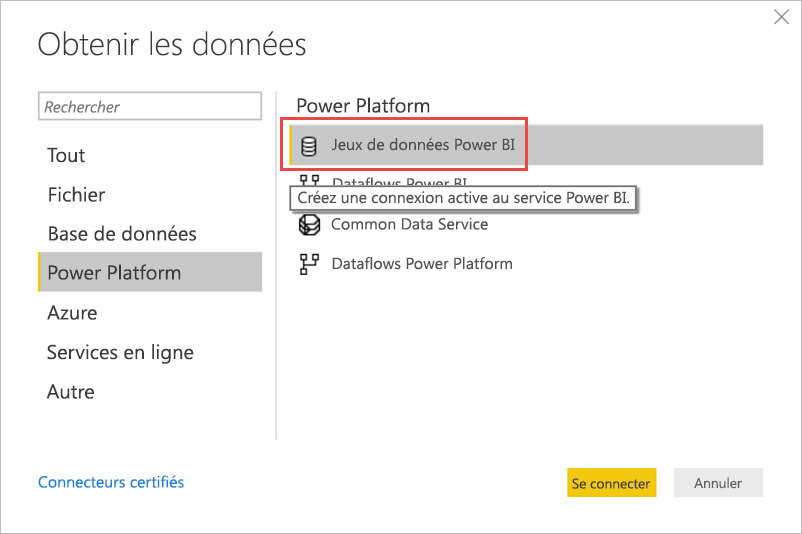 Obtenir les données
Rechercher
Tout
Fichier
Base de données
Power Platform
Azure
Services en ligne
Autre
Power Platform
Jeux de données Power BI
Dataflows Power BI
Créez une connexion active au service Power BI.
Common Data Service
Dataflows Power Platform
Connecteurs certifiés
Se connecter
Annuler